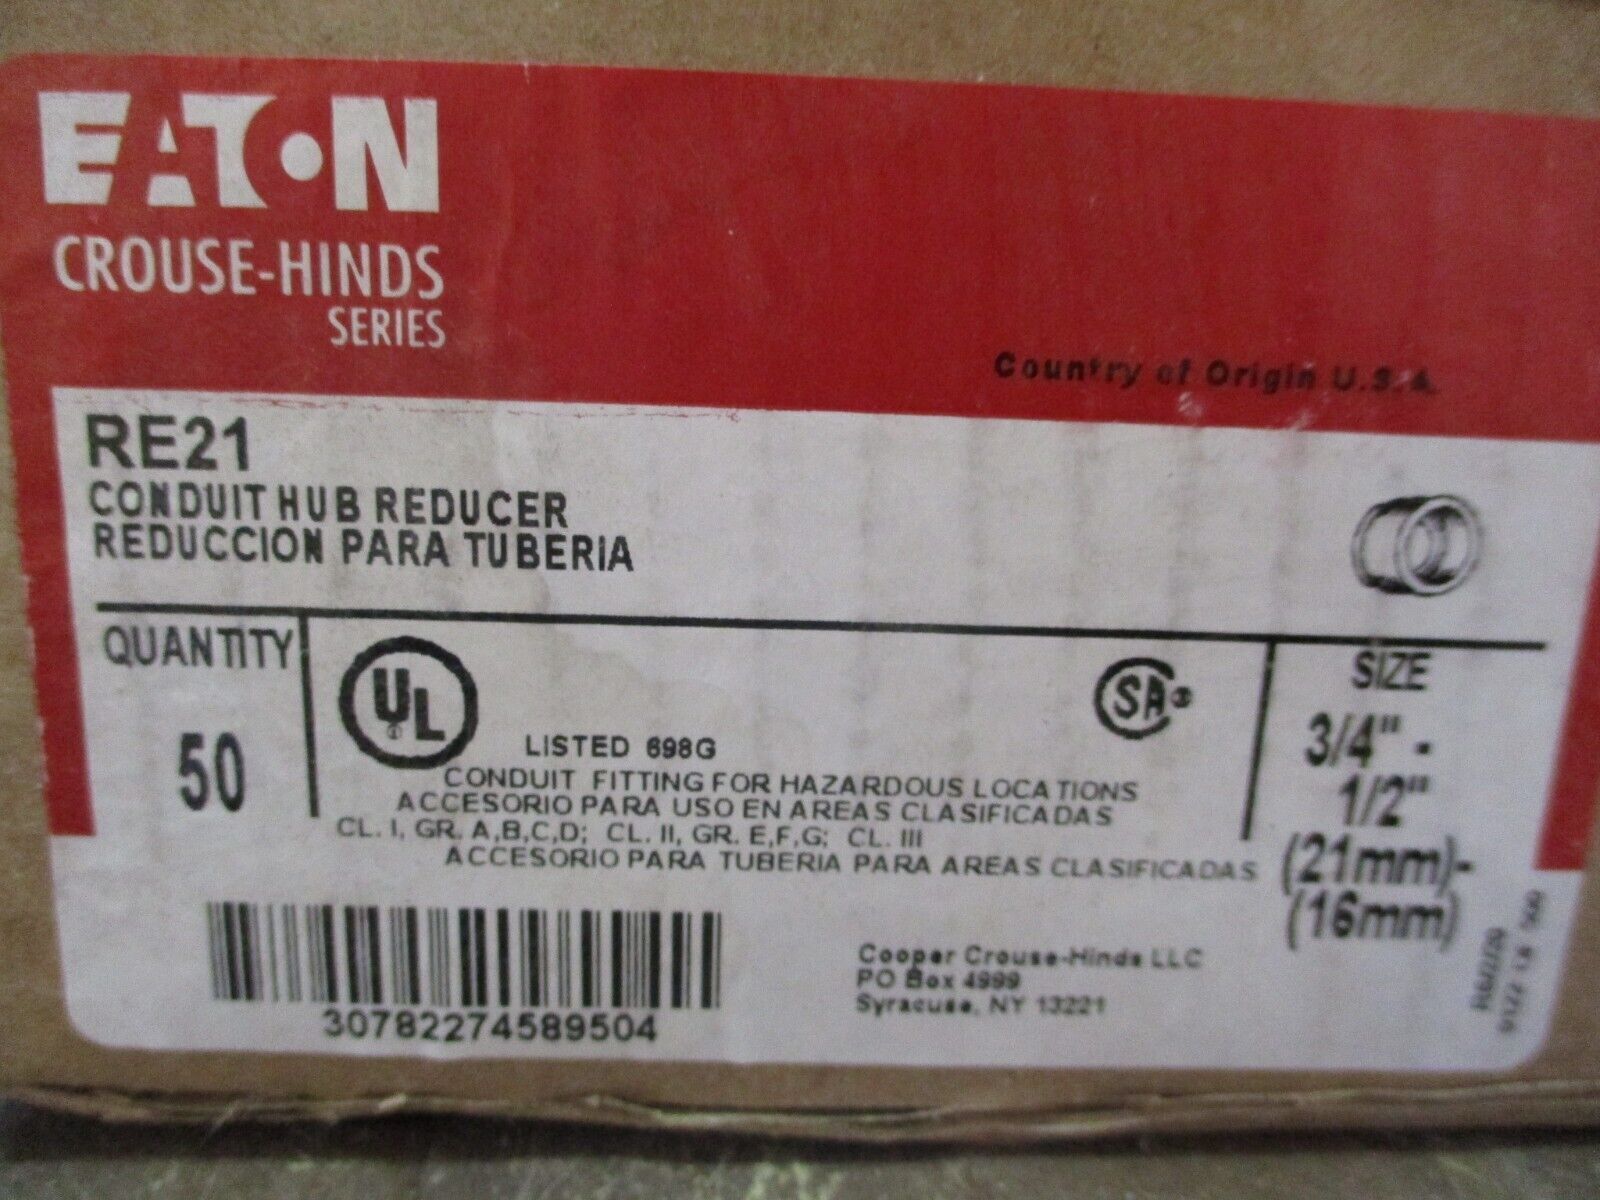 EATON
CROUSE-HINDS
SERIES
Country of Origin U.S.A.
RE21
CONDUIT HUB REDUCER
REDUCCION PARA TUBERIA
QUANTITY
50
UL
LISTED 698G
SA
SIZE
3/4" -
1/2"
(21mm)-
(16mm)
CONDUIT FITTING FOR HAZARDOUS LOCATIONS
ACCESORIO PARA USO EN AREAS CLASIFICADAS
CL. I, GR. A,B,C,D; CL. II, GR. E,F,G; CL. III
ACCESORIO PARA TUBERIA PARA AREAS CLASIFICADAS
30782274589504
Cooper Crouse-Hinds LLC
PO Box 4999
Syracuse, NY 13221